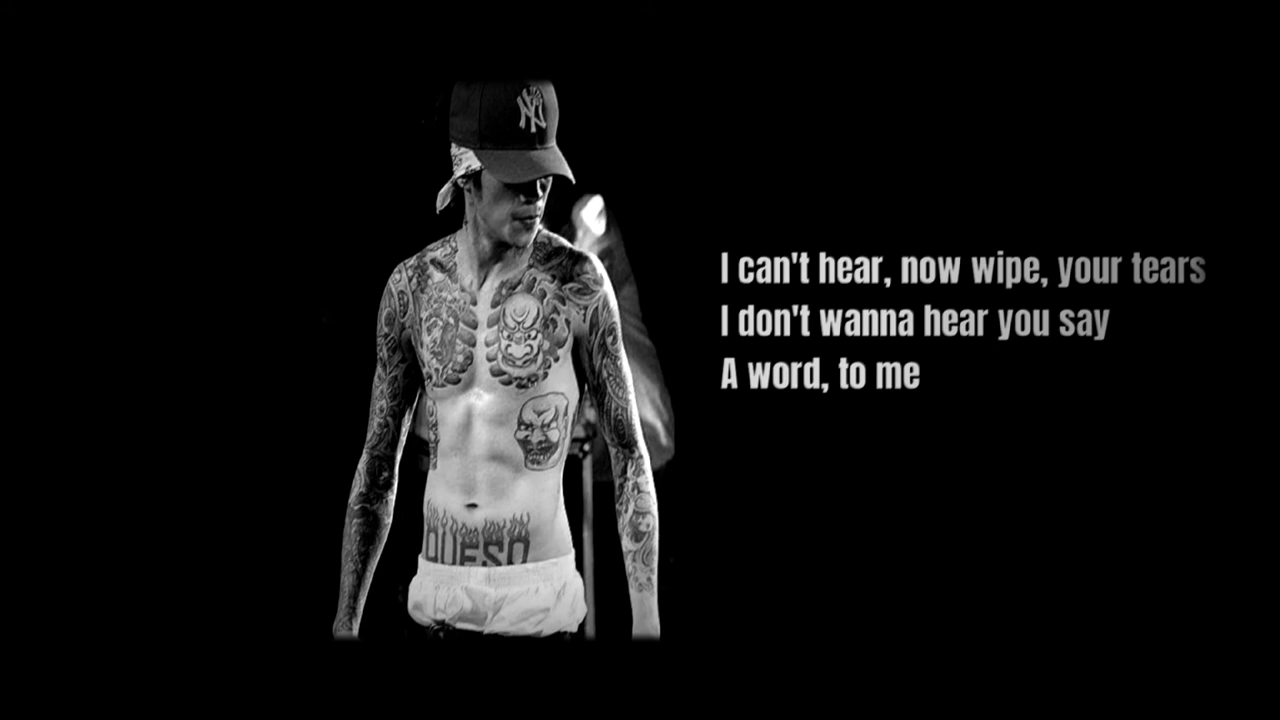 NY
I can't hear, now wipe, your tears
I don't wanna hear you say
A word, to me
QUESO